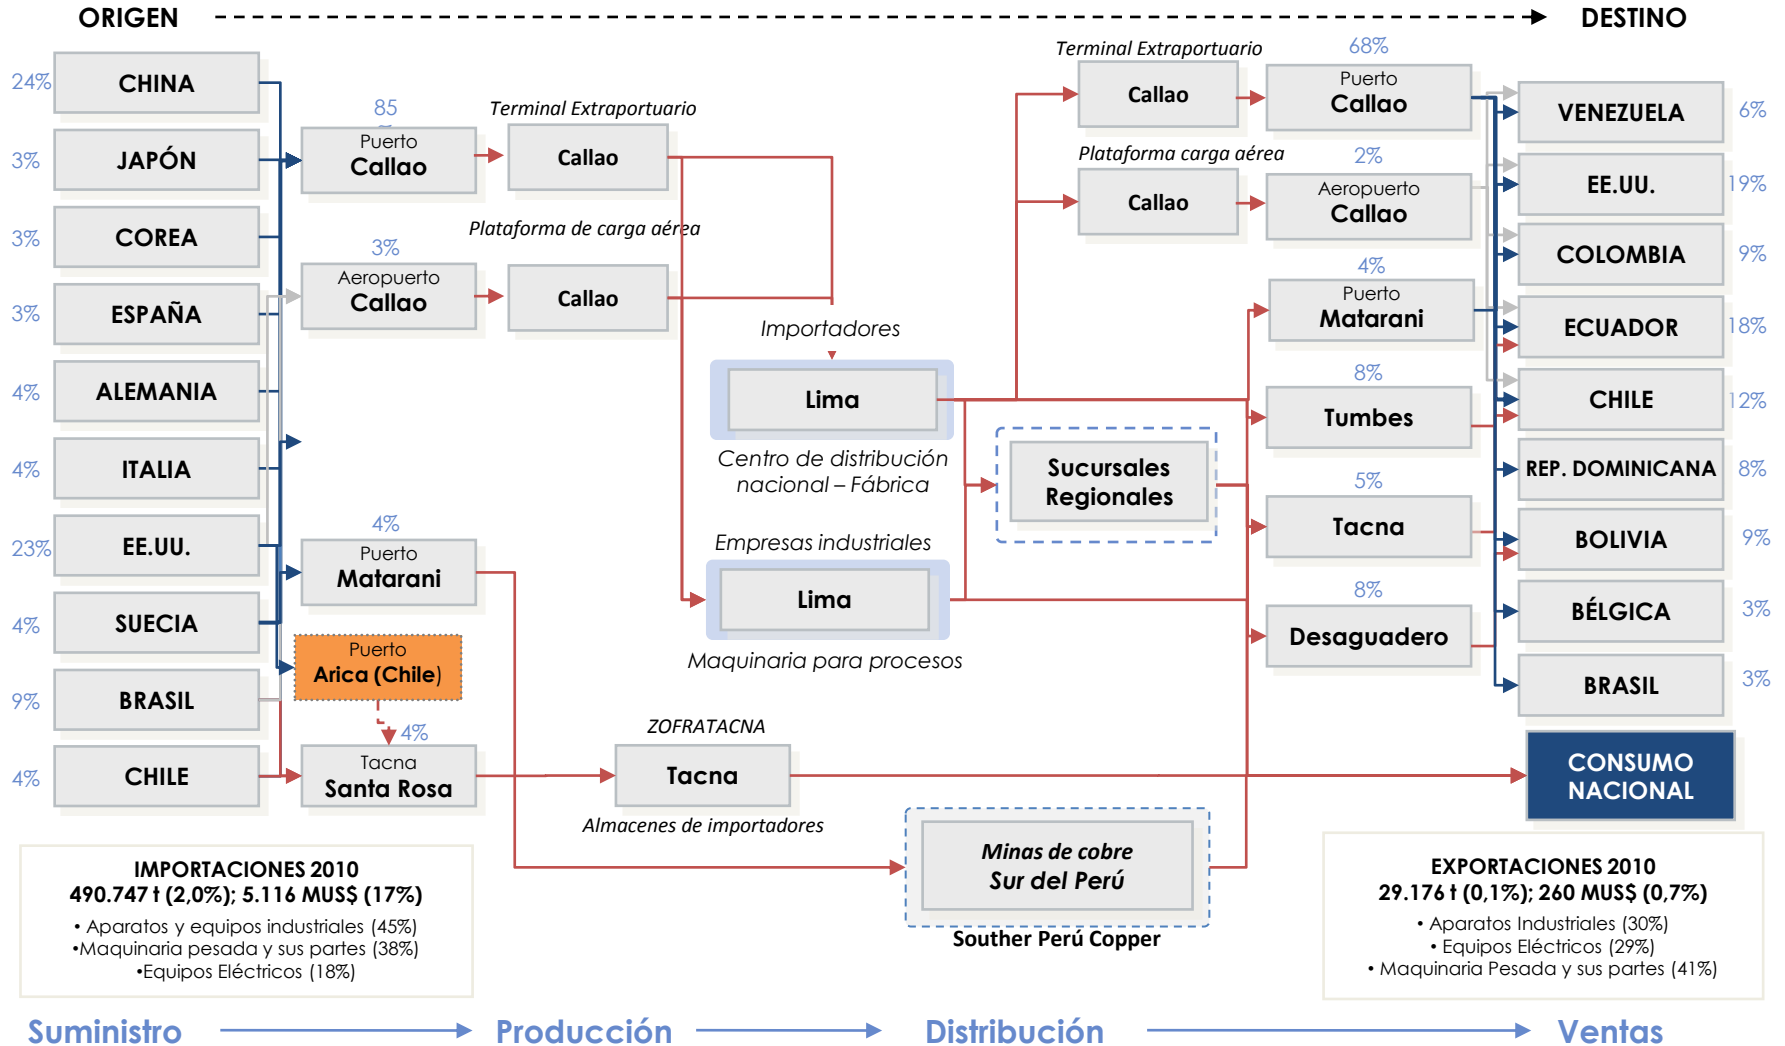 ORIGEN
DESTINO
24%
CHINA
3%
JAPÓN
3%
COREA
3%
ESPAÑA
4%
ALEMANIA
4%
ITALIA
23%
EE.UU.
4%
SUECIA
9%
BRASIL
4%
CHILE
85
Puerto
Callao
3%
Aeropuerto
Callao
4%
Puerto
Matarani
Puerto
Arica (Chile)
4%
Tacna
Santa Rosa
Terminal Extraportuario
Callao
Plataforma de carga aérea
Callao
Importadores
Lima
Centro de distribución
nacional – Fábrica
Empresas industriales
Lima
Maquinaria para procesos
ZOFRATACNA
Tacna
Almacenes de importadores
Sucursales
Regionales
Minas de cobre
Sur del Perú
Souther Perú Copper
Terminal Extraportuario
Callao
Plataforma carga aérea
Callao
68%
Puerto
Callao
2%
Aeropuerto
Callao
4%
Puerto
Matarani
8%
Tumbes
5%
Tacna
8%
Desaguadero
VENEZUELA
6%
EE.UU.
19%
COLOMBIA
9%
ECUADOR
18%
CHILE
12%
REP. DOMINICANA
8%
BOLIVIA
9%
BÉLGICA
3%
BRASIL
3%
CONSUMO
NACIONAL
IMPORTACIONES 2010
490.747 t (2,0%); 5.116 MUS$ (17%)
• Aparatos y equipos industriales (45%)
•Maquinaria pesada y sus partes (38%)
•Equipos Eléctricos (18%)
EXPORTACIONES 2010
29.176 t (0,1%); 260 MUS$ (0,7%)
• Aparatos Industriales (30%)
• Equipos Eléctricos (29%)
• Maquinaria Pesada y sus partes (41%)
Suministro
Producción
Distribución
Ventas